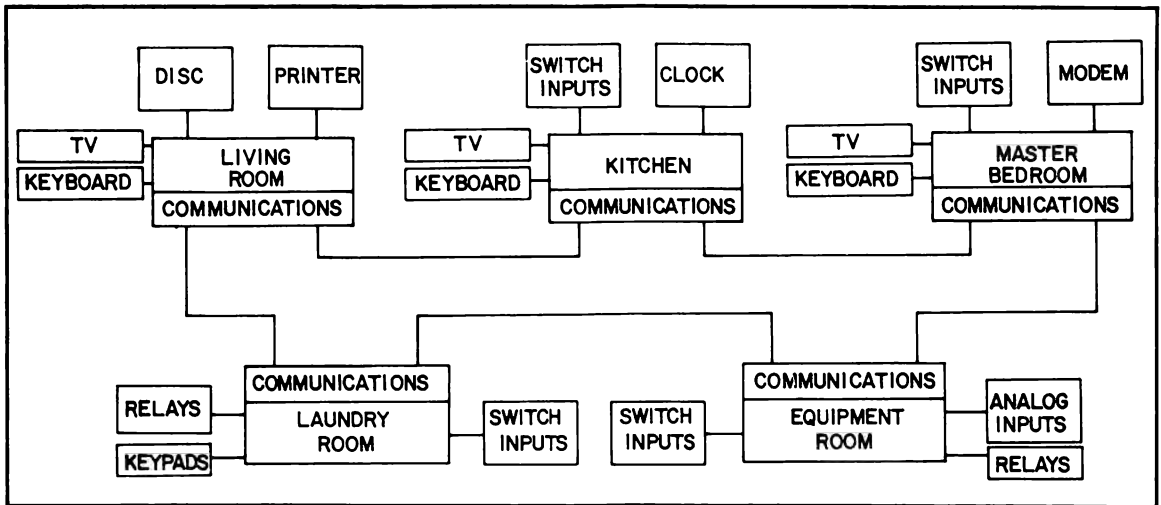 DISC
PRINTER
TV
KEYBOARD
LIVING
ROOM
COMMUNICATIONS
SWITCH
INPUTS
CLOCK
TV
KEYBOARD
KITCHEN
COMMUNICATIONS
SWITCH
INPUTS
MODEM
TV
KEYBOARD
MASTER
BEDROOM
COMMUNICATIONS
COMMUNICATIONS
LAUNDRY
ROOM
RELAYS
KEYPADS
SWITCH
INPUTS
SWITCH
INPUTS
COMMUNICATIONS
EQUIPMENT
ROOM
ANALOG
INPUTS
RELAYS